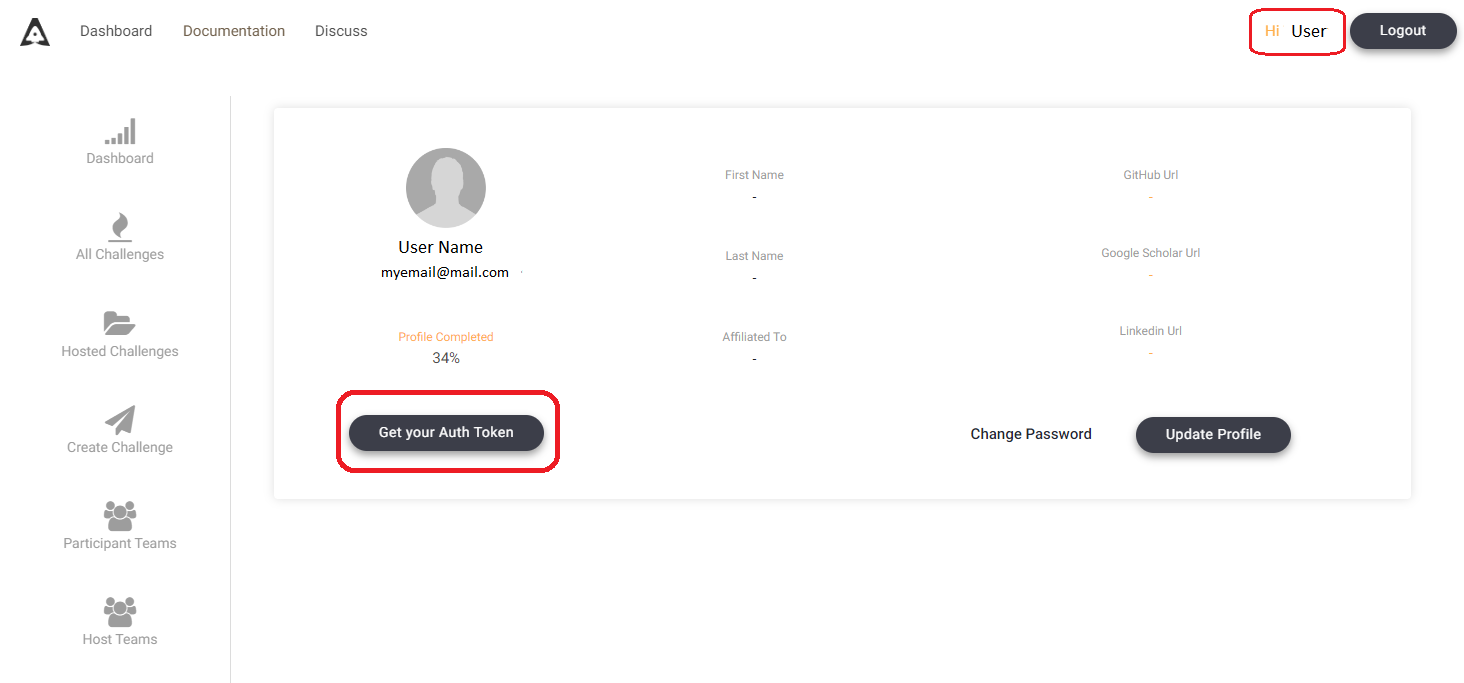 Dashboard Documentation Discuss Hi User Logout
Dashboard
All Challenges
Hosted Challenges
Create Challenge
Participant Teams
Host Teams
User Name
myemail@mail.com
Profile Completed
34%
Get your Auth Token
First Name
-
Last Name
-
Affiliated To
-
GitHub Url
-
Google Scholar Url
-
Linkedin Url
-
Change Password Update Profile